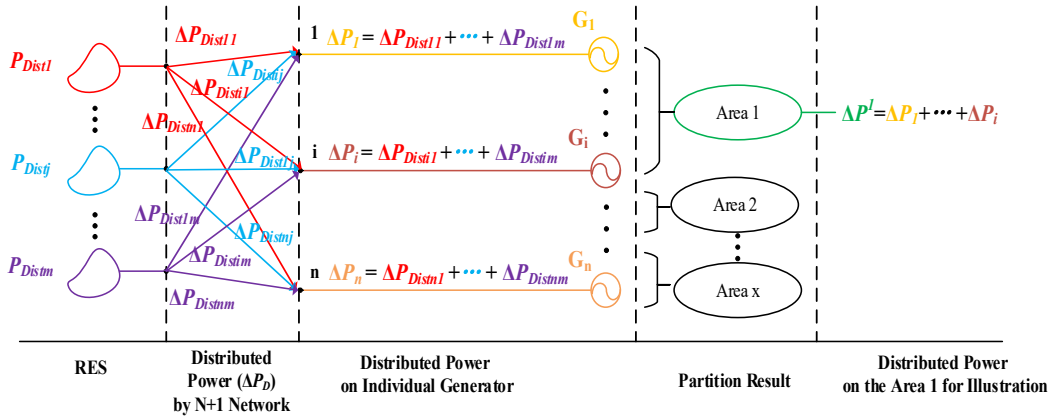 P_Dist1
P_Distj
P_Distm
ΔP_Dist11
ΔP_Distij
ΔP_Disti1
ΔP_Distn1
ΔP_Dist1j
ΔP_Dist1m
ΔP_Distnj
ΔP_Distim
ΔP_Distnm
1 ΔP_1 = ΔP_Dist11 + ··· + ΔP_Dist1m
i ΔP_i = ΔP_Disti1 + ··· + ΔP_Distim
n ΔP_n = ΔP_Distn1 + ··· + ΔP_Distnm
G_1
G_i
G_n
Area 1
Area 2
Area x
ΔP^1=ΔP_1+···+ΔP_i
RES
Distributed
Power (ΔP_D)
by N+1 Network
Distributed Power
on Individual Generator
Partition Result
Distributed Power
on the Area 1 for Illustration